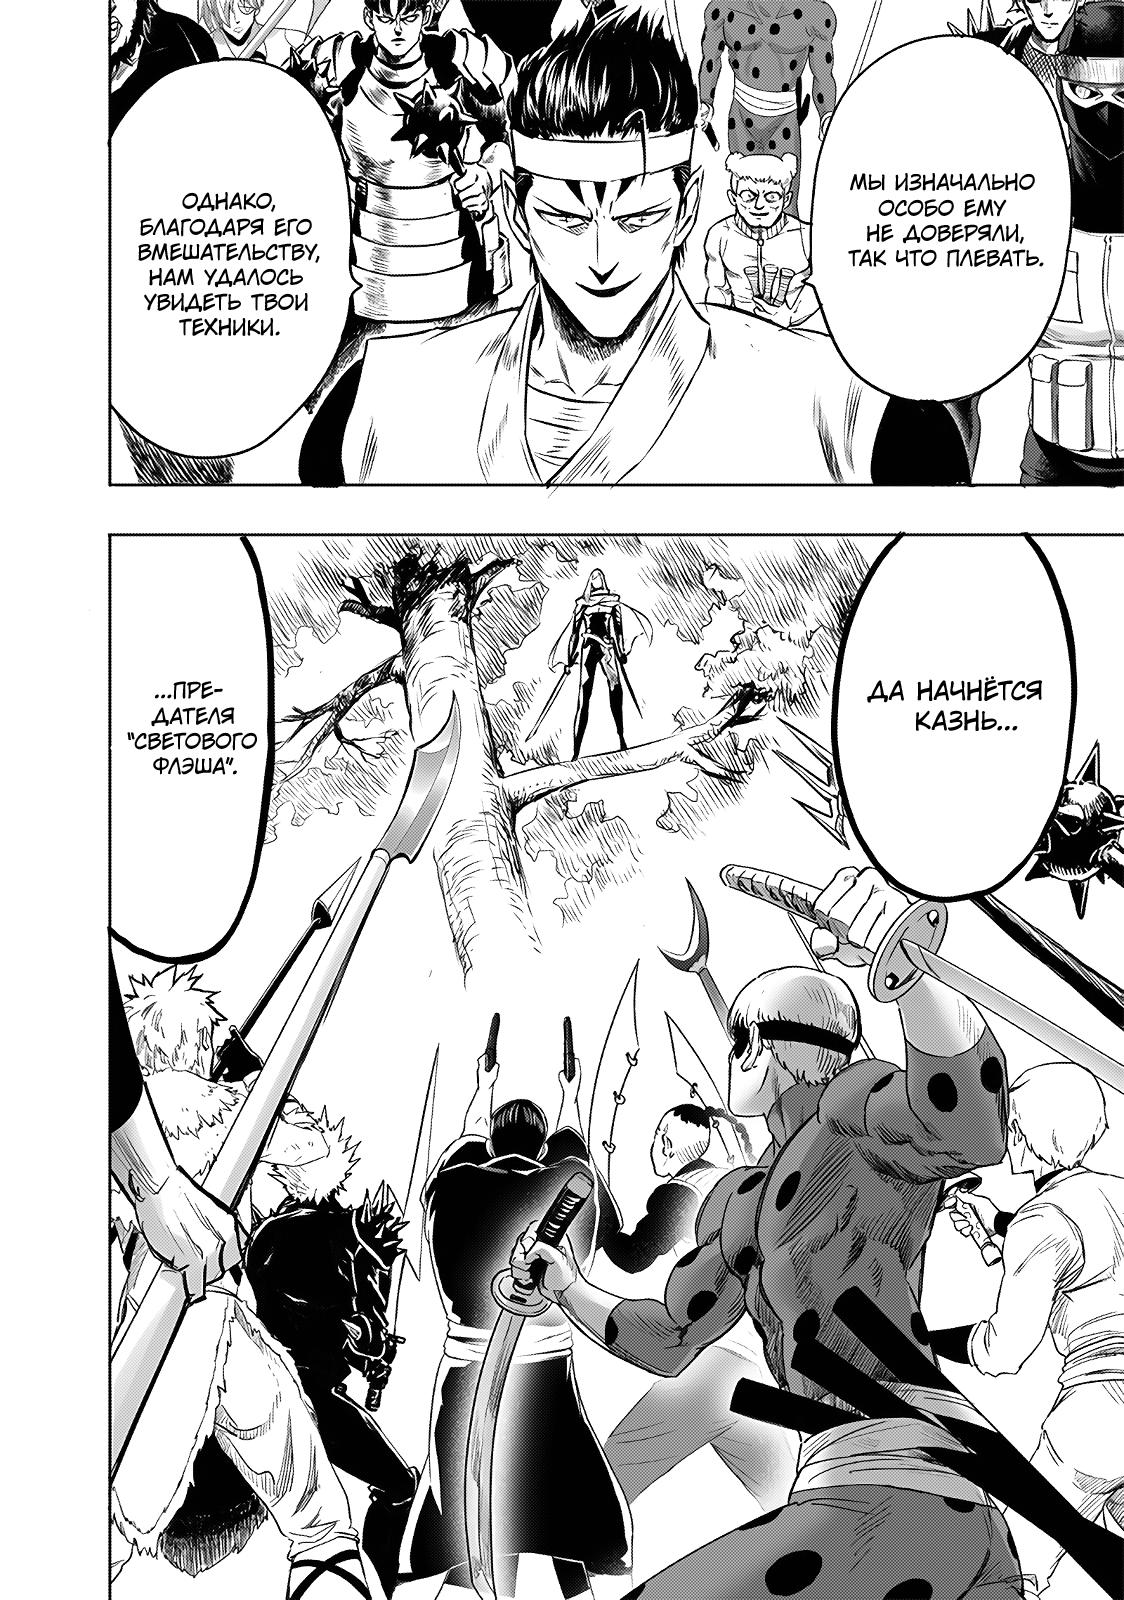 МЫ ИЗНАЧАЛЬНО
ОСОБО ЕМУ
НЕ ДОВЕРЯЛИ,
ТАК ЧТО ПЛЕВАТЬ.
ОДНАКО,
БЛАГОДАРЯ ЕГО
ВМЕШАТЕЛЬСТВУ,
НАМ УДАЛОСЬ
УВИДЕТЬ ТВОИ
ТЕХНИКИ.
ДА НАЧНЁТСЯ
КАЗНЬ...
...ПРЕ-
ДАТЕЛЯ
"СВЕТОВОГО
ФЛЭША".